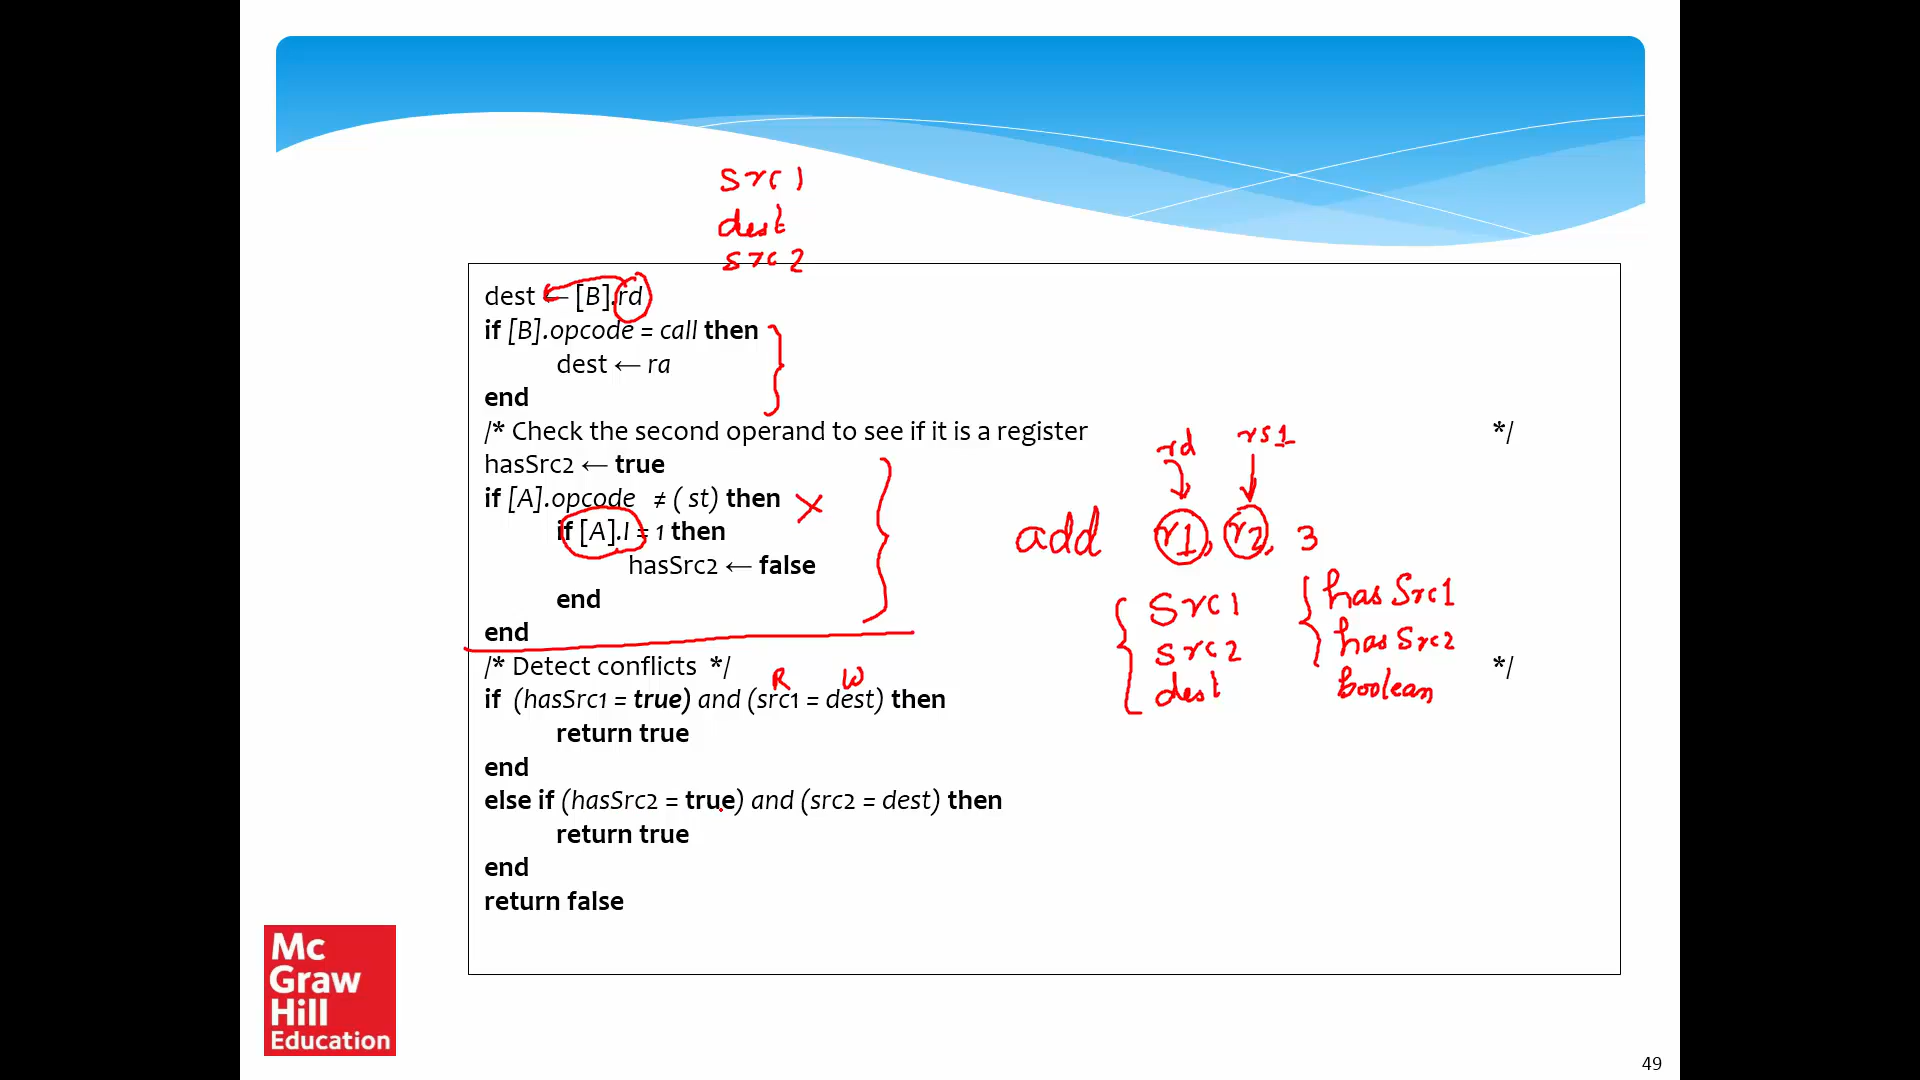 src1
dest
src2
dest ← [B].rd
if [B].opcode = call then
dest ← ra
end
/* Check the second operand to see if it is a register */
hasSrc2 ← true
if [A].opcode ≠ ( st) then
if [A].I = 1 then
hasSrc2 ← false
end
end
rd rs1
add r1, r2, 3
src1
src2
dest
hasSrc1
hasSrc2
boolean
/* Detect conflicts */ */
R W
if (hasSrc1 = true) and (src1 = dest) then
return true
end
else if (hasSrc2 = true) and (src2 = dest) then
return true
end
return false
Mc
Graw
Hill
Education
49